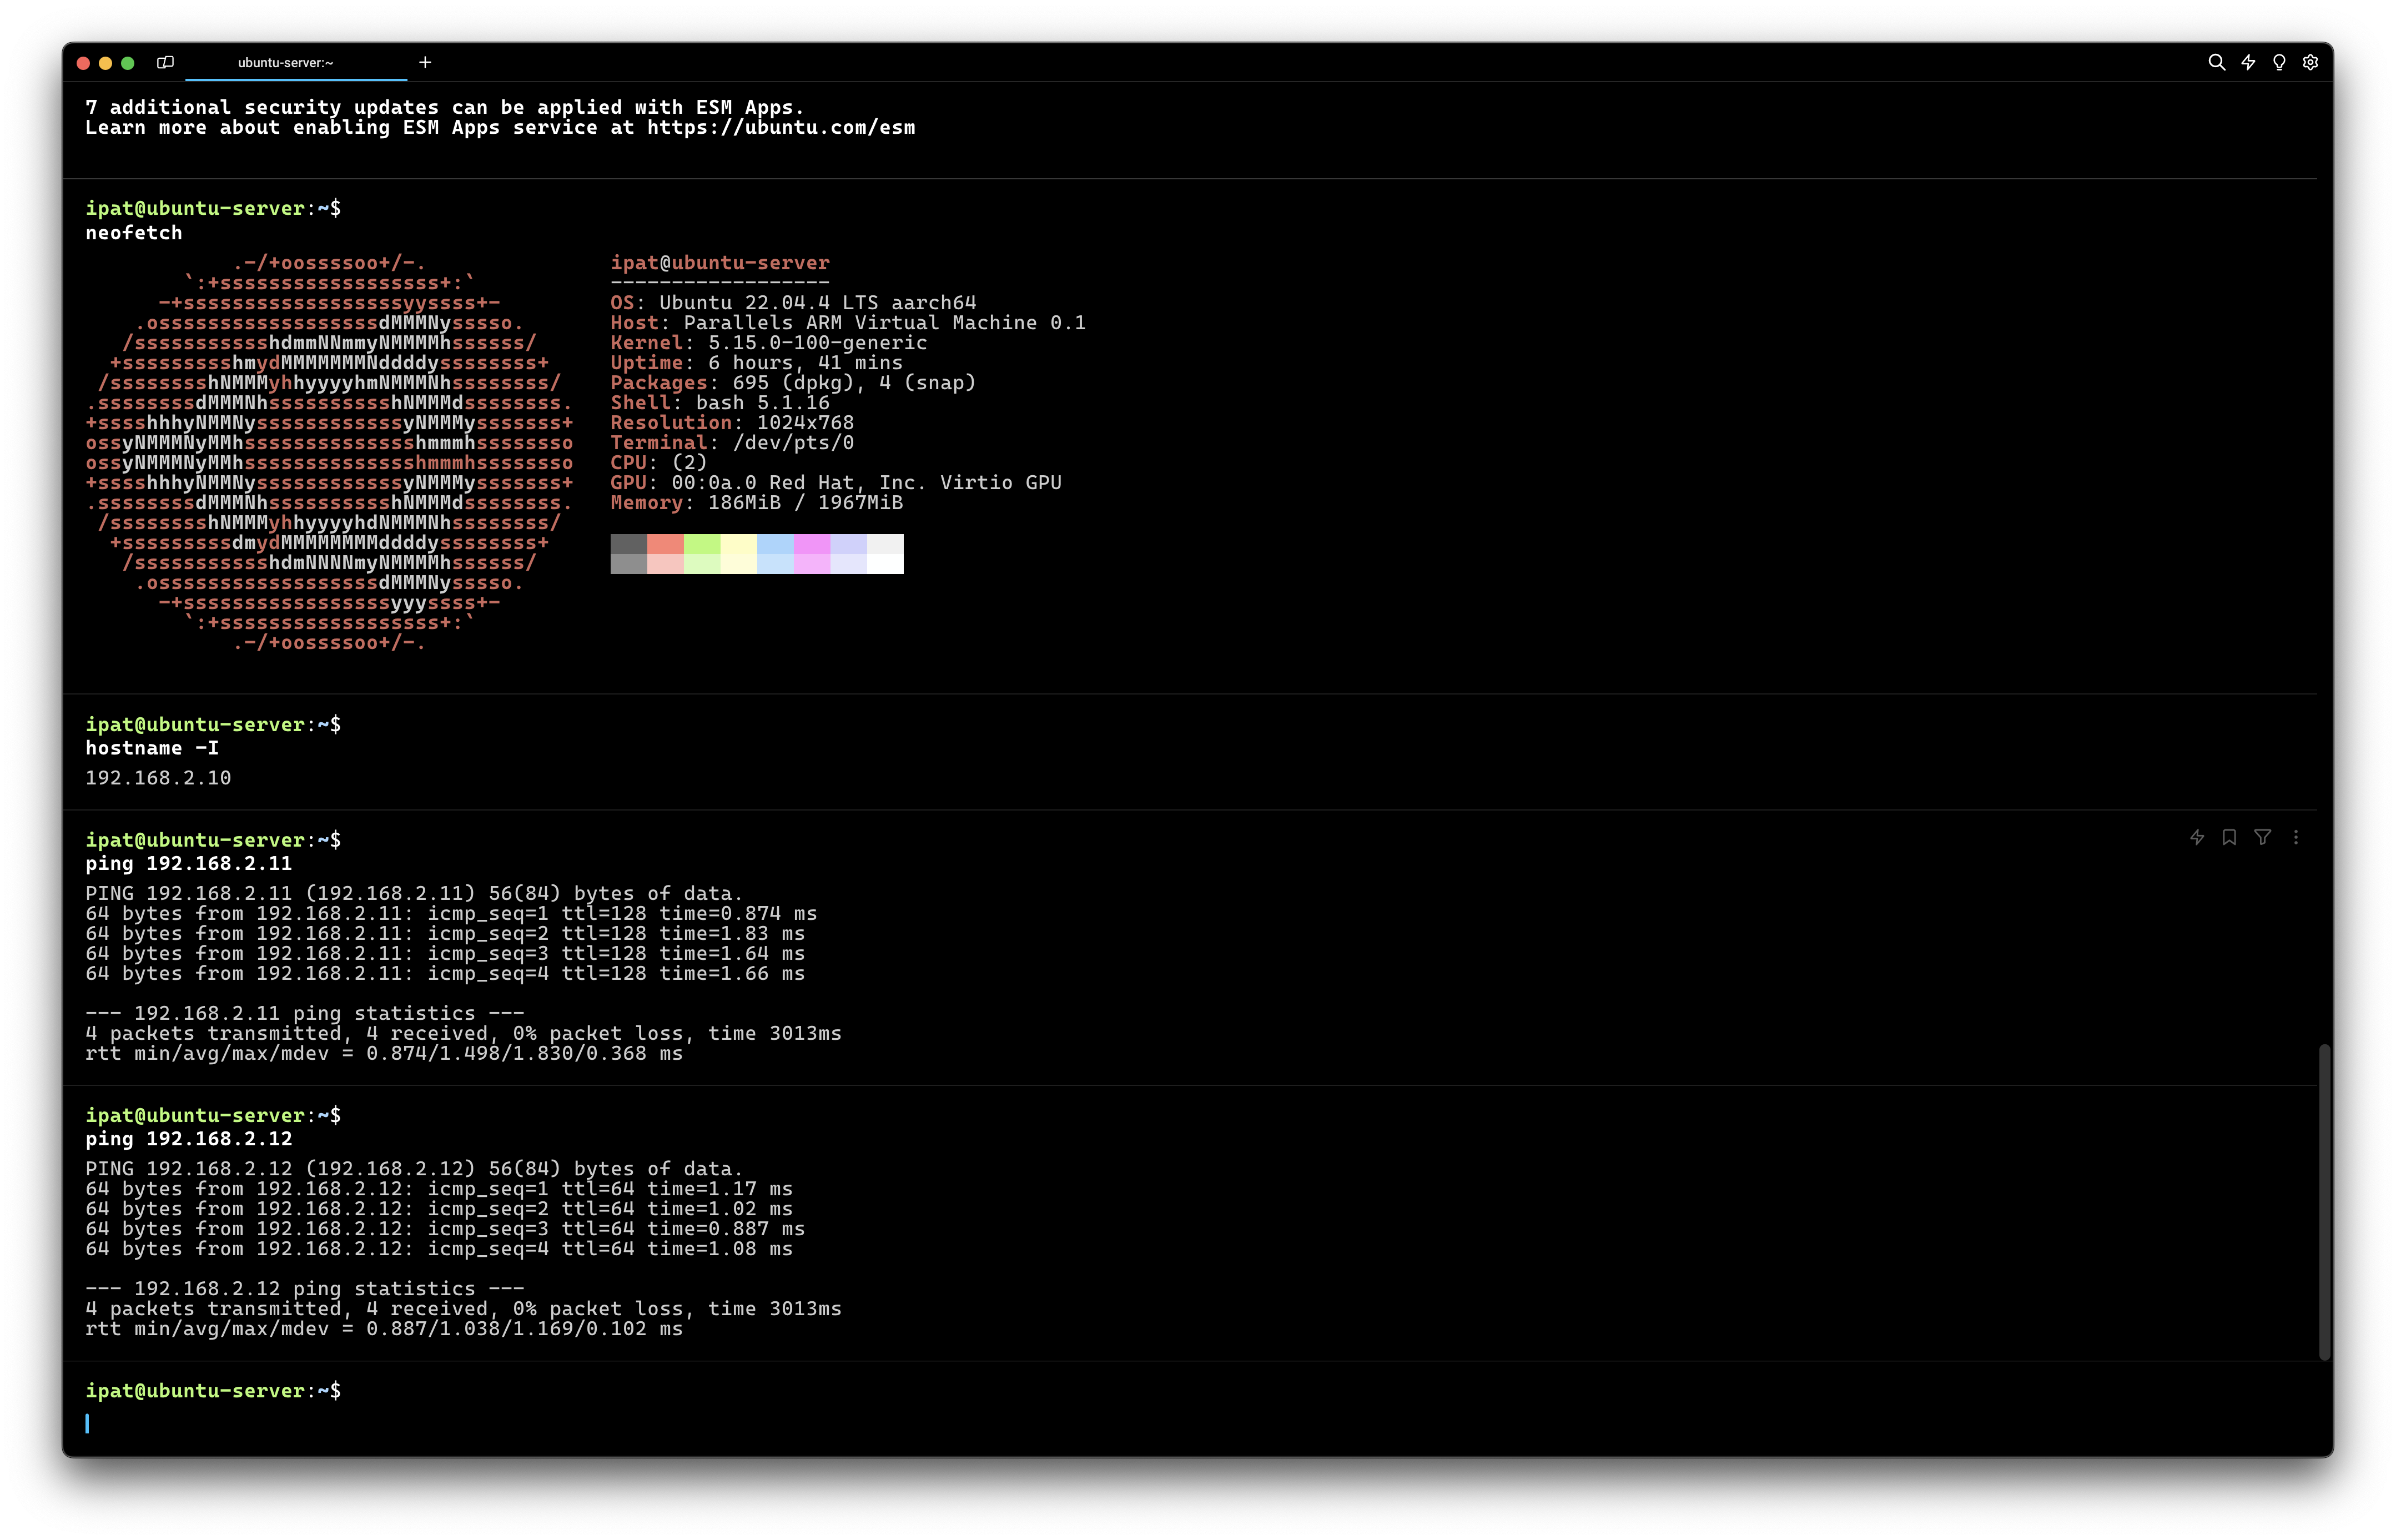 ubuntu-server:~
7 additional security updates can be applied with ESM Apps.
Learn more about enabling ESM Apps service at https://ubuntu.com/esm
ipat@ubuntu-server:~$
neofetch
            .-/+oossssoo+/-.               ipat@ubuntu-server
        `:+ssssssssssssssssss+:`           ------------------
      -+ssssssssssssssssssyyssss+-         OS: Ubuntu 22.04.4 LTS aarch64
    .ossssssssssssssssssdMMMNysssso.       Host: Parallels ARM Virtual Machine 0.1
   /ssssssssssshdmmNNmmyNMMMMhssssss/      Kernel: 5.15.0-100-generic
  +ssssssssshmydMMMMMMMNddddyssssssss+     Uptime: 6 hours, 41 mins
 /sssssssshNMMMyhhyyyyhmNMMMNhssssssss/    Packages: 695 (dpkg), 4 (snap)
.ssssssssdMMMNhsssssssssshNMMMdssssssss.   Shell: bash 5.1.16
+sssshhhyNMMNyssssssssssssyNMMMysssssss+   Resolution: 1024x768
ossyNMMMNyMMhsssssssssssssshmmmhssssssso   Terminal: /dev/pts/0
ossyNMMMNyMMhsssssssssssssshmmmhssssssso   CPU: (2)
+sssshhhyNMMNyssssssssssssyNMMMysssssss+   GPU: 00:0a.0 Red Hat, Inc. Virtio GPU
.ssssssssdMMMNhsssssssssshNMMMdssssssss.   Memory: 186MiB / 1967MiB
 /sssssssshNMMMyhhyyyyhdNMMMNhssssssss/
  +sssssssssdmydMMMMMMMMddddyssssssss+
   /ssssssssssshdmNNNNmyNMMMMhssssss/
    .ossssssssssssssssssdMMMNysssso.
      -+sssssssssssssssssyyyssss+-
        `:+ssssssssssssssssss+:`
            .-/+oossssoo+/-.
ipat@ubuntu-server:~$
hostname -I
192.168.2.10
ipat@ubuntu-server:~$
ping 192.168.2.11
PING 192.168.2.11 (192.168.2.11) 56(84) bytes of data.
64 bytes from 192.168.2.11: icmp_seq=1 ttl=128 time=0.874 ms
64 bytes from 192.168.2.11: icmp_seq=2 ttl=128 time=1.83 ms
64 bytes from 192.168.2.11: icmp_seq=3 ttl=128 time=1.64 ms
64 bytes from 192.168.2.11: icmp_seq=4 ttl=128 time=1.66 ms
--- 192.168.2.11 ping statistics ---
4 packets transmitted, 4 received, 0% packet loss, time 3013ms
rtt min/avg/max/mdev = 0.874/1.498/1.830/0.368 ms
ipat@ubuntu-server:~$
ping 192.168.2.12
PING 192.168.2.12 (192.168.2.12) 56(84) bytes of data.
64 bytes from 192.168.2.12: icmp_seq=1 ttl=64 time=1.17 ms
64 bytes from 192.168.2.12: icmp_seq=2 ttl=64 time=1.02 ms
64 bytes from 192.168.2.12: icmp_seq=3 ttl=64 time=0.887 ms
64 bytes from 192.168.2.12: icmp_seq=4 ttl=64 time=1.08 ms
--- 192.168.2.12 ping statistics ---
4 packets transmitted, 4 received, 0% packet loss, time 3013ms
rtt min/avg/max/mdev = 0.887/1.038/1.169/0.102 ms
ipat@ubuntu-server:~$